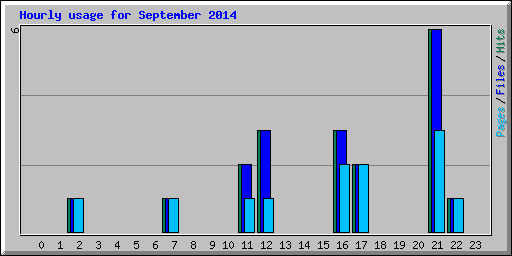 Hourly usage for September 2014
6
Pages/Files/Hits
0 1 2 3 4 5 6 7 8 9 10 11 12 13 14 15 16 17 18 19 20 21 22 23